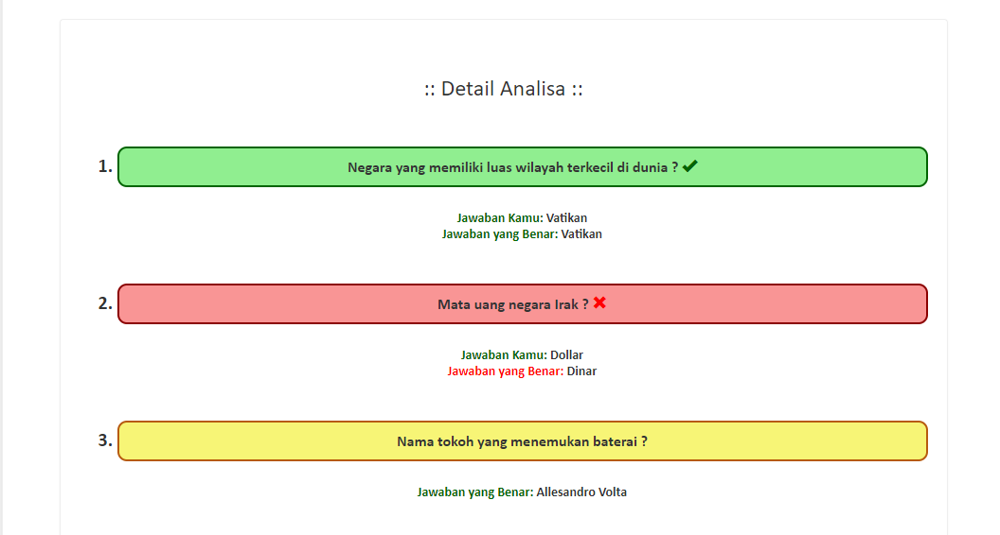 :: Detail Analisa ::
1. Negara yang memiliki luas wilayah terkecil di dunia ? ✔
Jawaban Kamu: Vatikan
Jawaban yang Benar: Vatikan
2. Mata uang negara Irak ? ✖
Jawaban Kamu: Dollar
Jawaban yang Benar: Dinar
3. Nama tokoh yang menemukan baterai ?
Jawaban yang Benar: Allesandro Volta